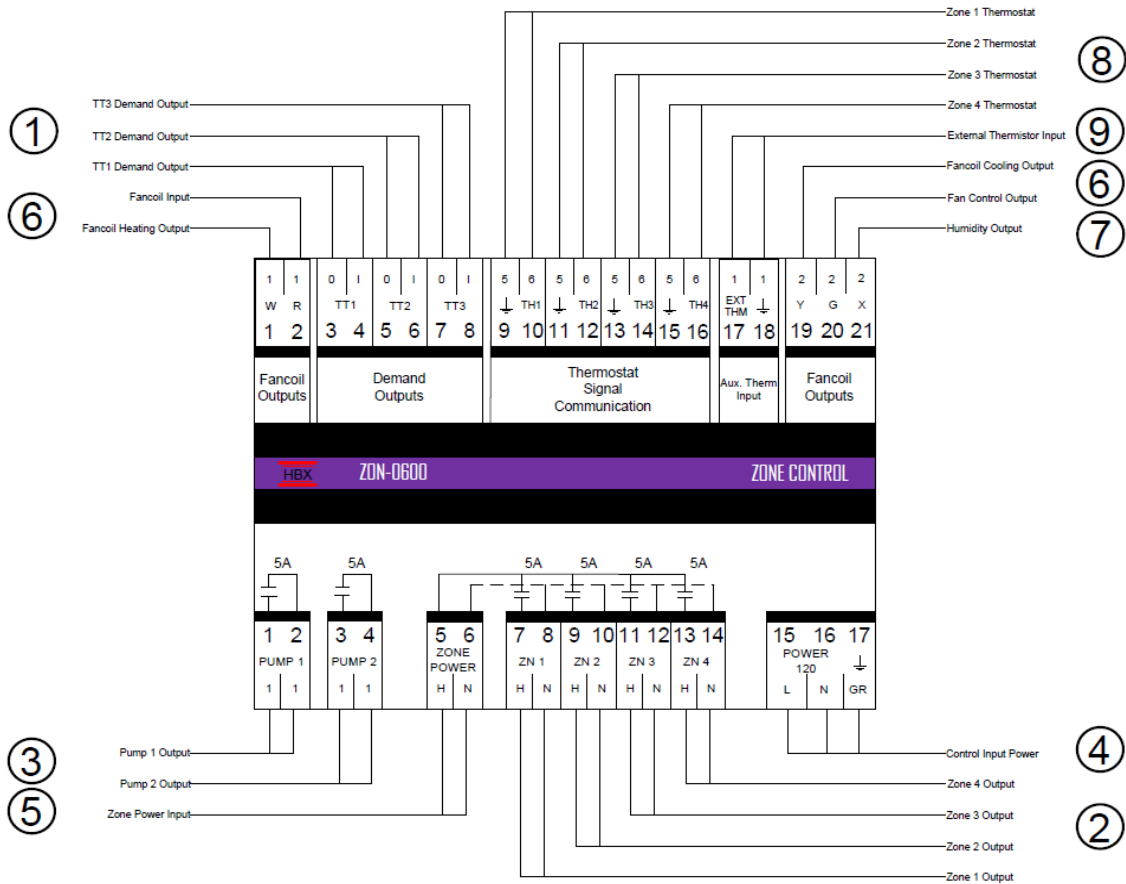 Zone 1 Thermostat
Zone 2 Thermostat
8
Zone 3 Thermostat
TT3 Demand Output
Zone 4 Thermostat
1
TT2 Demand Output
External Thermistor Input
9
TT1 Demand Output
Fancoil Cooling Output
6
Fancoil Input
Fan Control Output
6
Fancoil Heating Output
Humidity Output
7
1 1 0 I 0 I 0 I 5 6 5 6 5 6 5 6 1 1 2 2 2
W R TT1 TT2 TT3 TH1 TH2 TH3 TH4 EXT THM Y G X
1 2 3 4 5 6 7 8 9 10 11 12 13 14 15 16 17 18 19 20 21
Fancoil
Outputs
Demand
Outputs
Thermostat
Signal
Communication
Aux. Therm
Input
Fancoil
Outputs
HBX ZON-0600 ZONE CONTROL
5A 5A 5A 5A 5A 5A
1 2 3 4 5 6 7 8 9 10 11 12 13 14 15 16 17
PUMP 1 PUMP 2 ZONE POWER ZN 1 ZN 2 ZN 3 ZN 4 POWER 120
1 1 1 1 H N H N H N H N H N L N GR
Pump 1 Output
Control Input Power
4
3
Pump 2 Output
Zone 4 Output
5
Zone Power Input
Zone 3 Output
2
Zone 2 Output
Zone 1 Output